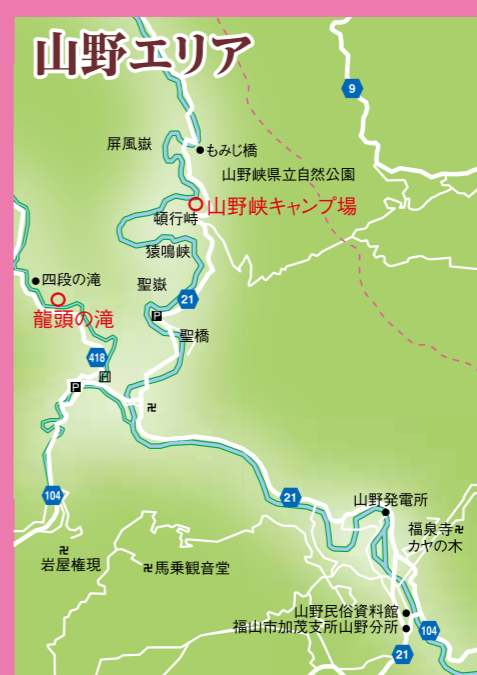 山野エリア
9
屏風嶽
もみじ橋
山野峡県立自然公園
山野峡キャンプ場
頓行峙
猿鳴峡
四段の滝
聖嶽
21
龍頭の滝
P
聖橋
418
H
P
卍
104
21
山野発電所
福泉寺卍
カヤの木
卍
岩屋権現
卍馬乗観音堂
山野民俗資料館
福山市加茂支所山野分所
104
21